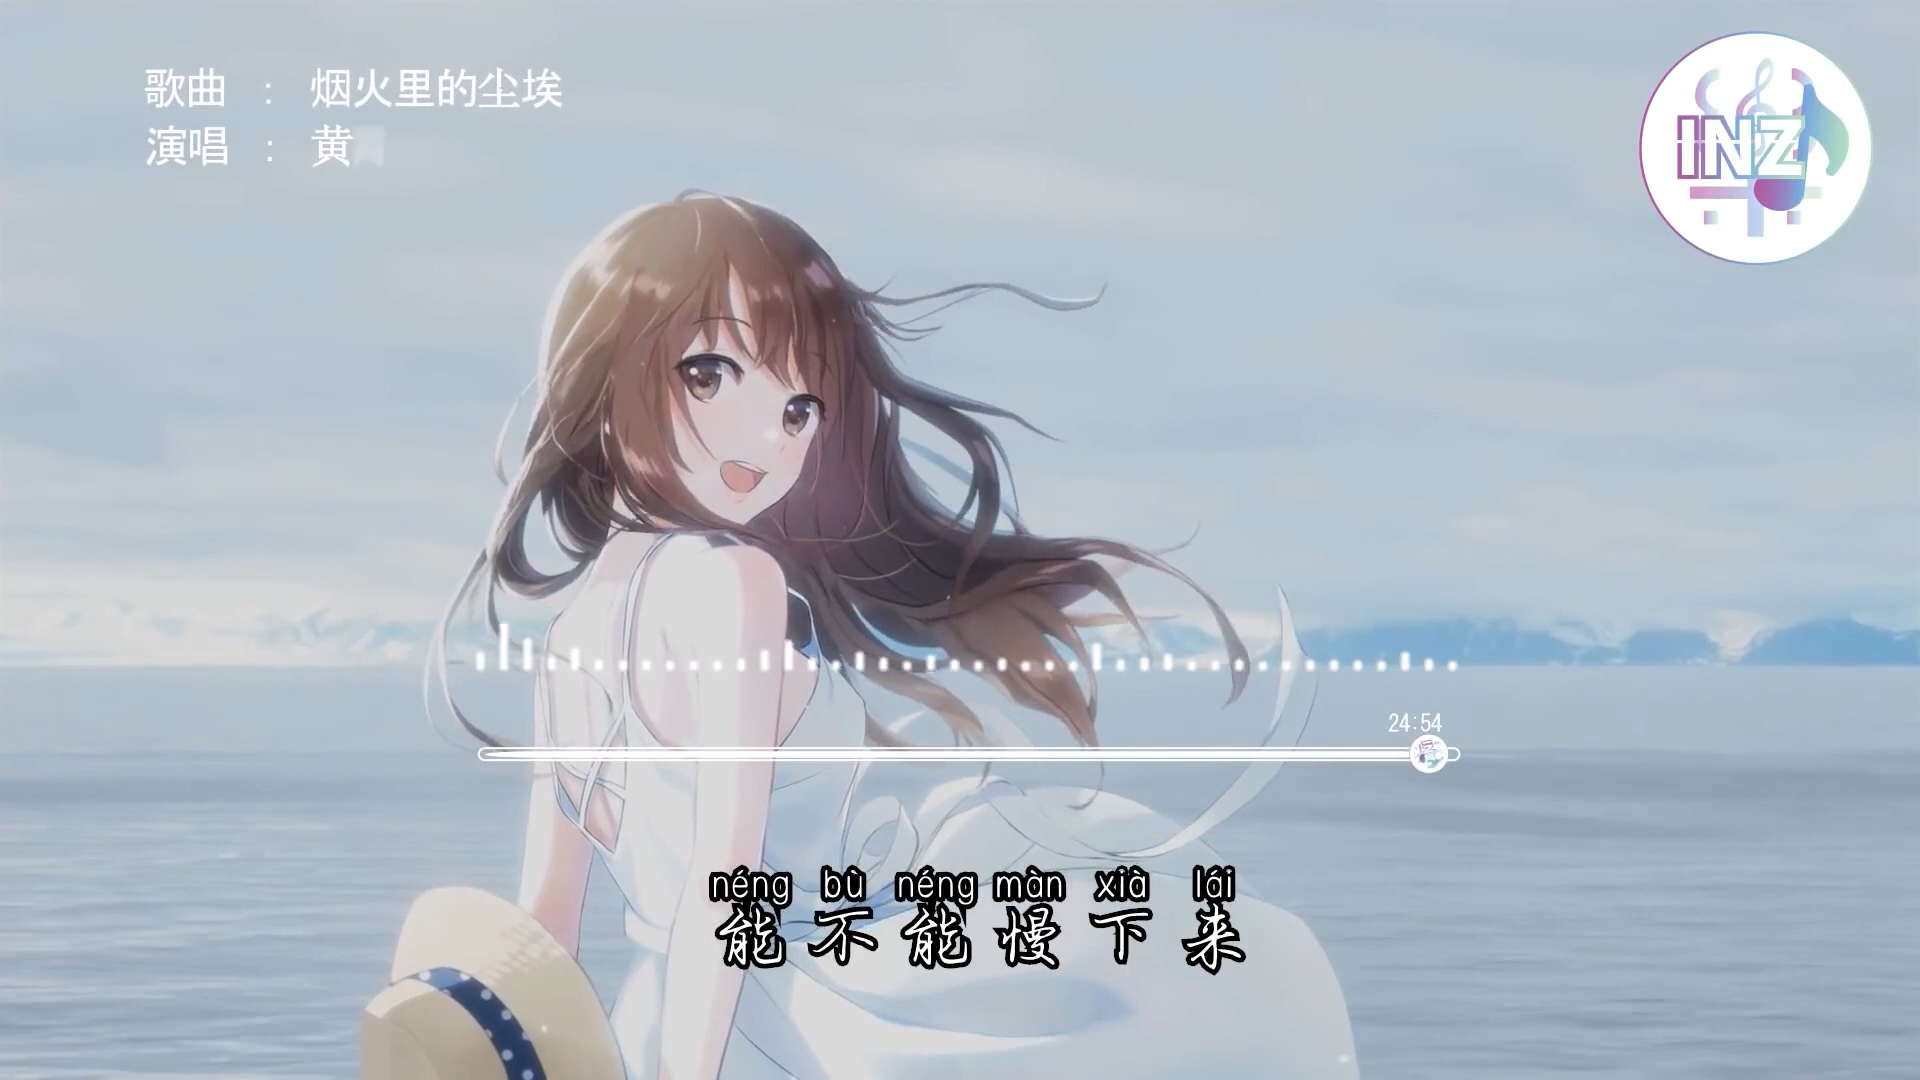 歌曲 : 烟火里的尘埃
演唱 : 黄
INZ
24:54
néng bù néng màn xià lái
能不能慢下来